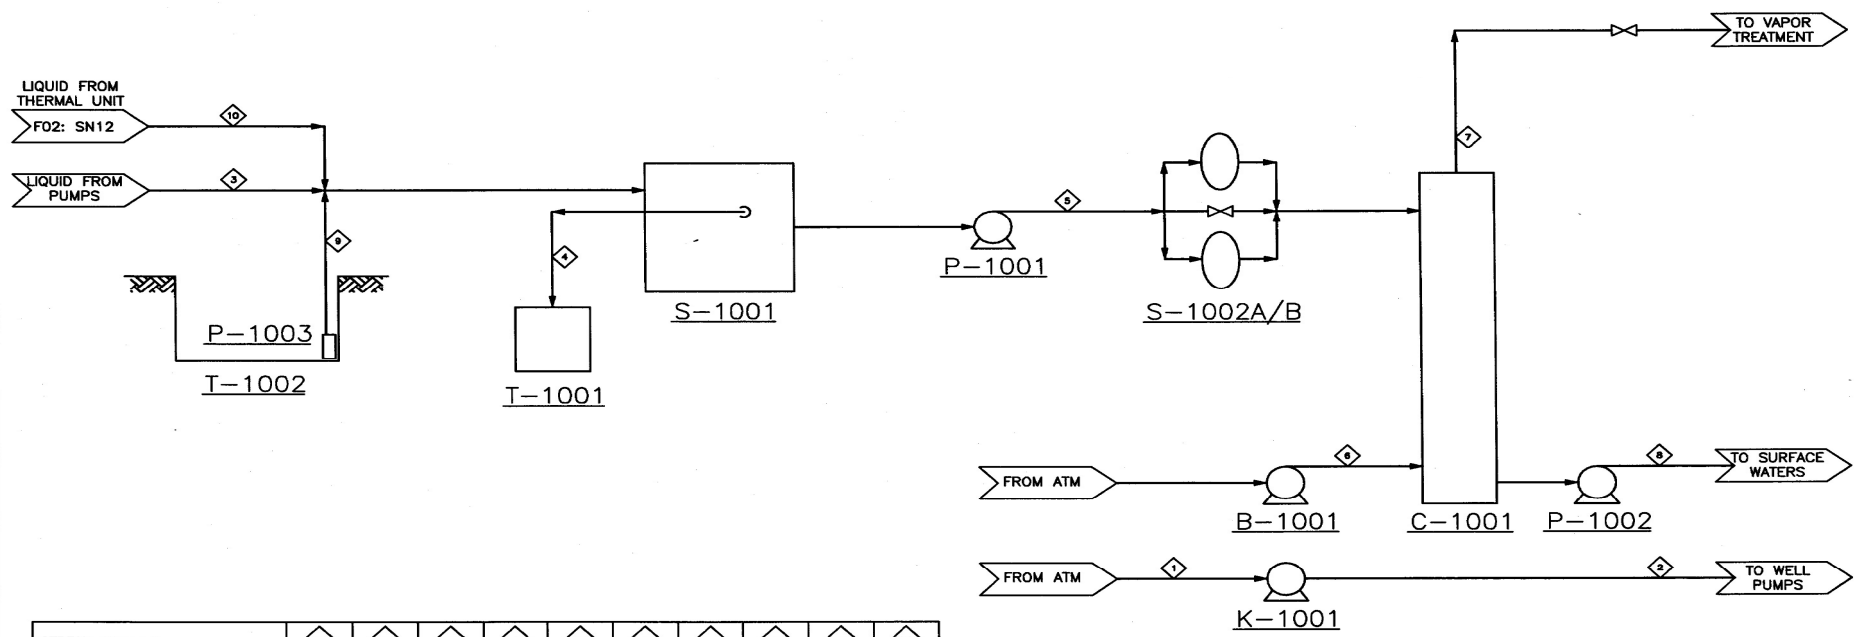 TO VAPOR
TREATMENT
LIQUID FROM
THERMAL UNIT
F02: SN12
10
7
LIQUID FROM
PUMPS
3
5
9
4
P-1001
S-1001
S-1002A/B
P-1003
T-1002
T-1001
FROM ATM
6
8
TO SURFACE
WATERS
B-1001
C-1001
P-1002
FROM ATM
1
2
TO WELL
PUMPS
K-1001